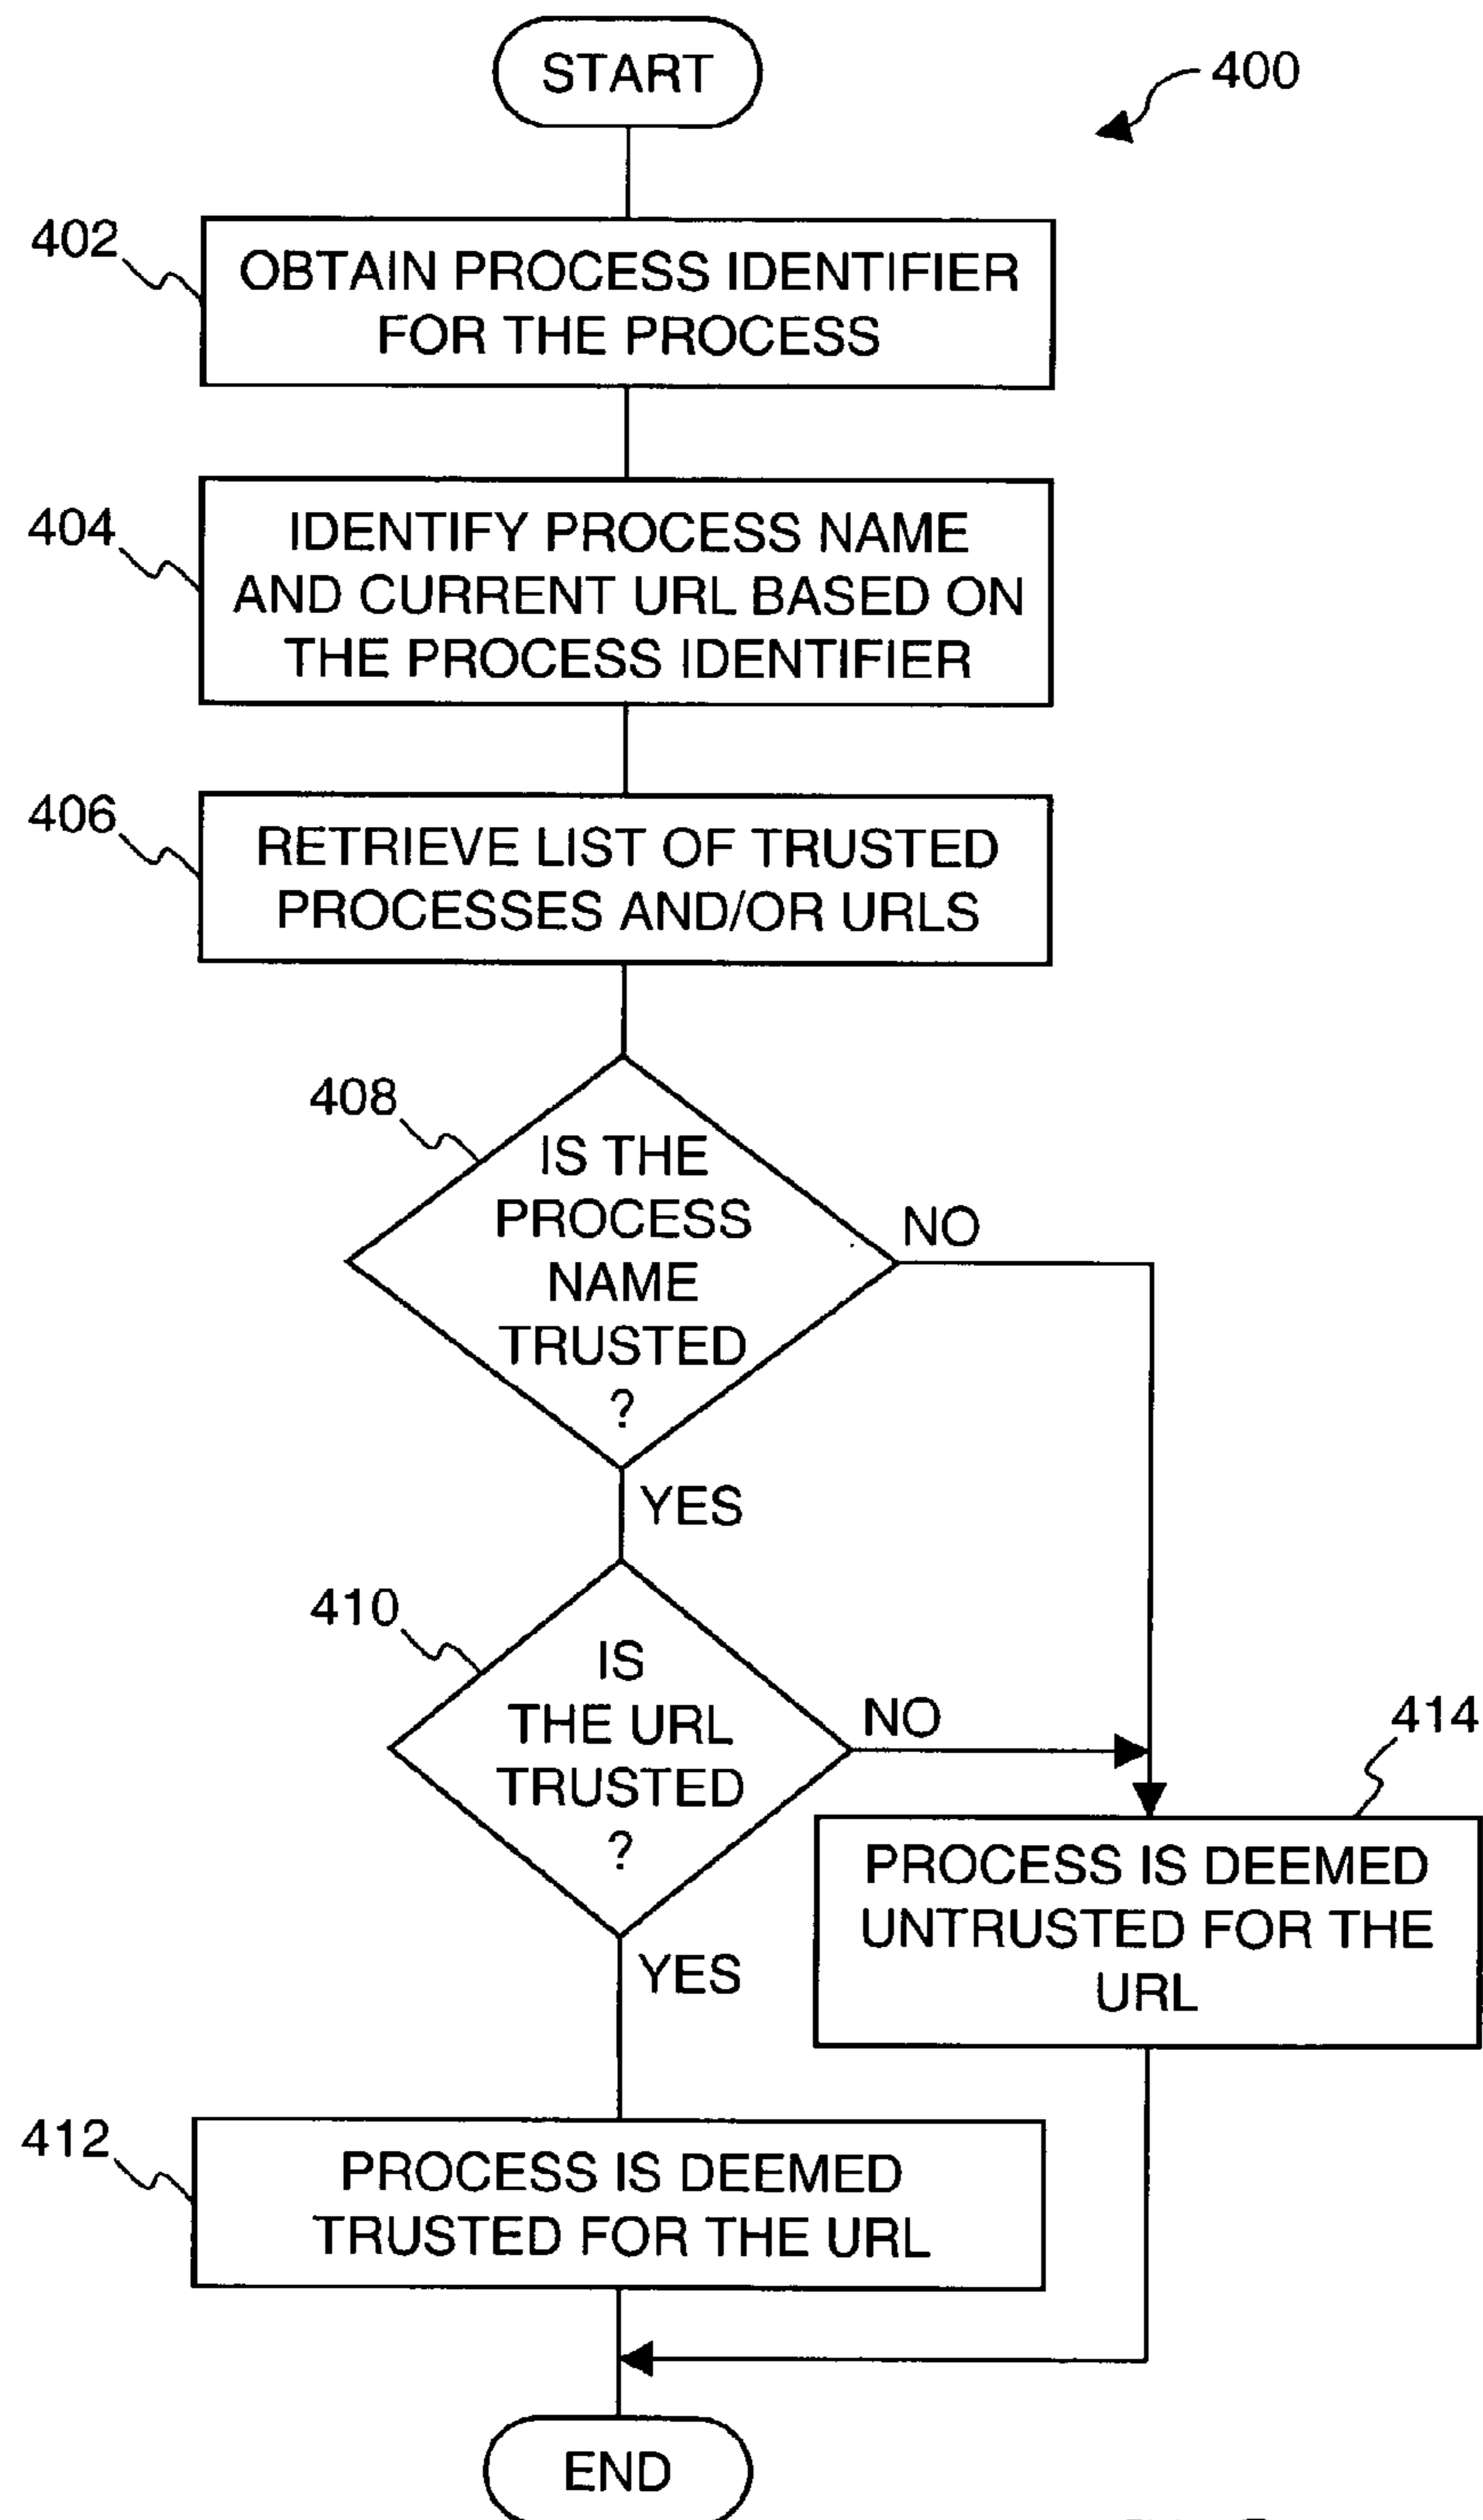 START
400
402
OBTAIN PROCESS IDENTIFIER
FOR THE PROCESS
404
IDENTIFY PROCESS NAME
AND CURRENT URL BASED ON
THE PROCESS IDENTIFIER
406
RETRIEVE LIST OF TRUSTED
PROCESSES AND/OR URLS
408
IS THE
PROCESS
NAME
TRUSTED
?
NO
YES
410
IS
THE URL
TRUSTED
?
NO
YES
414
PROCESS IS DEEMED
UNTRUSTED FOR THE
URL
412
PROCESS IS DEEMED
TRUSTED FOR THE URL
END